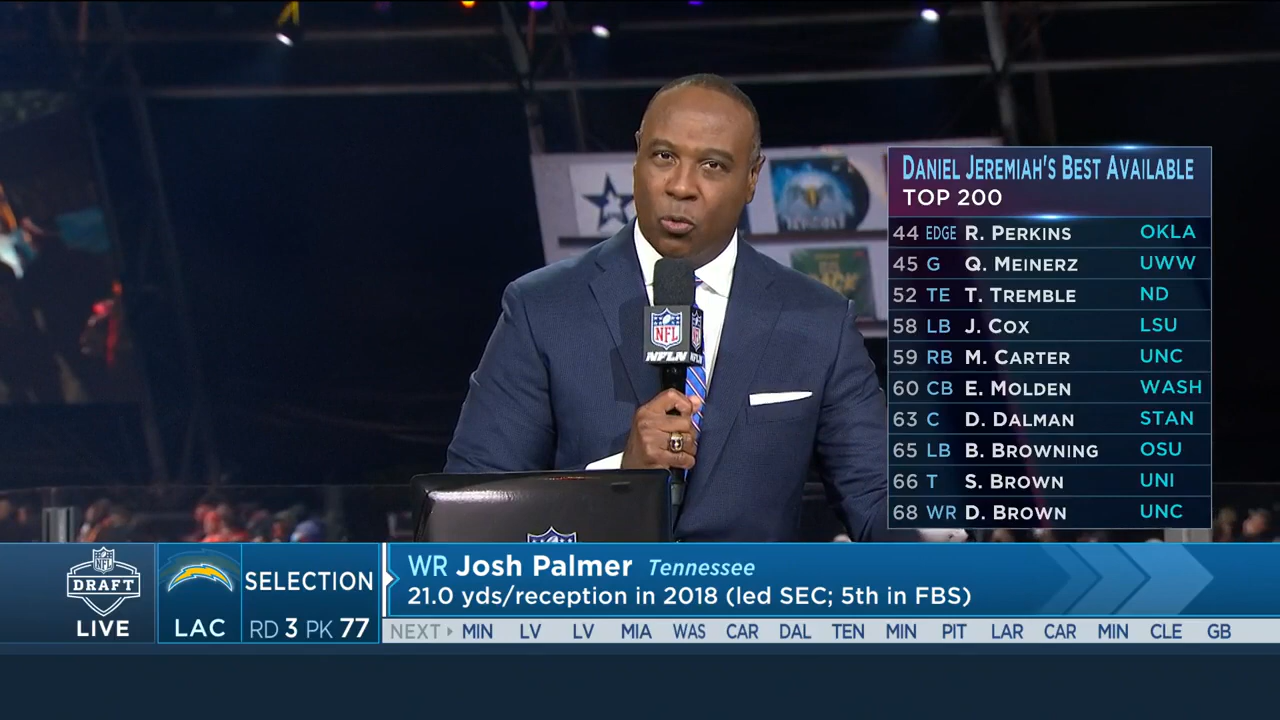 DANIEL JEREMIAH'S BEST AVAILABLE
TOP 200
44 EDGE R. PERKINS OKLA
45 G Q. MEINERZ UWW
52 TE T. TREMBLE ND
58 LB J. COX LSU
59 RB M. CARTER UNC
60 CB E. MOLDEN WASH
63 C D. DALMAN STAN
65 LB B. BROWNING OSU
66 T S. BROWN UNI
68 WR D. BROWN UNC
NFL
NFLN
NFL
DRAFT
LIVE
LAC
SELECTION
RD 3 PK 77
WR Josh Palmer Tennessee
21.0 yds/reception in 2018 (led SEC; 5th in FBS)
NEXT MIN LV LV MIA WAS CAR DAL TEN MIN PIT LAR CAR MIN CLE GB